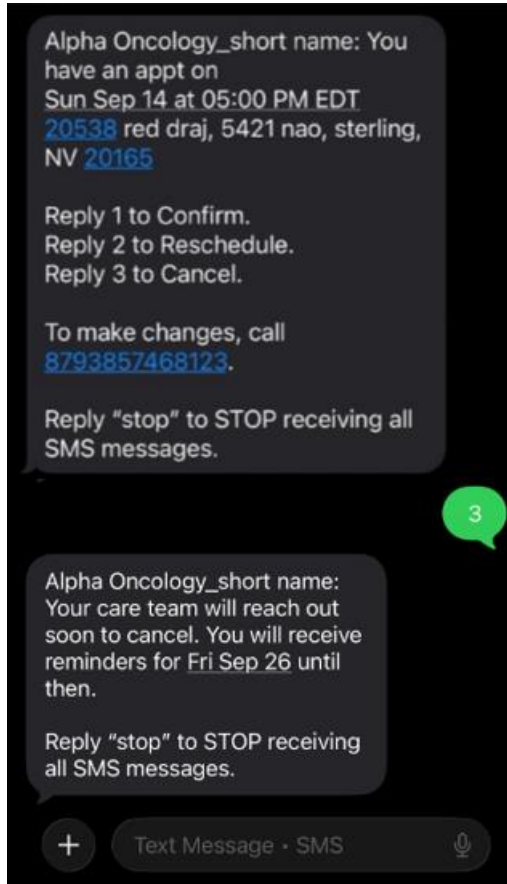 Alpha Oncology_short name: You
have an appt on
Sun Sep 14 at 05:00 PM EDT
20538 red draj, 5421 nao, sterling,
NV 20165
Reply 1 to Confirm.
Reply 2 to Reschedule.
Reply 3 to Cancel.
To make changes, call
8793857468123.
Reply “stop” to STOP receiving all
SMS messages.
3
Alpha Oncology_short name:
Your care team will reach out
soon to cancel. You will receive
reminders for Fri Sep 26 until
then.
Reply “stop” to STOP receiving
all SMS messages.
+
Text Message • SMS